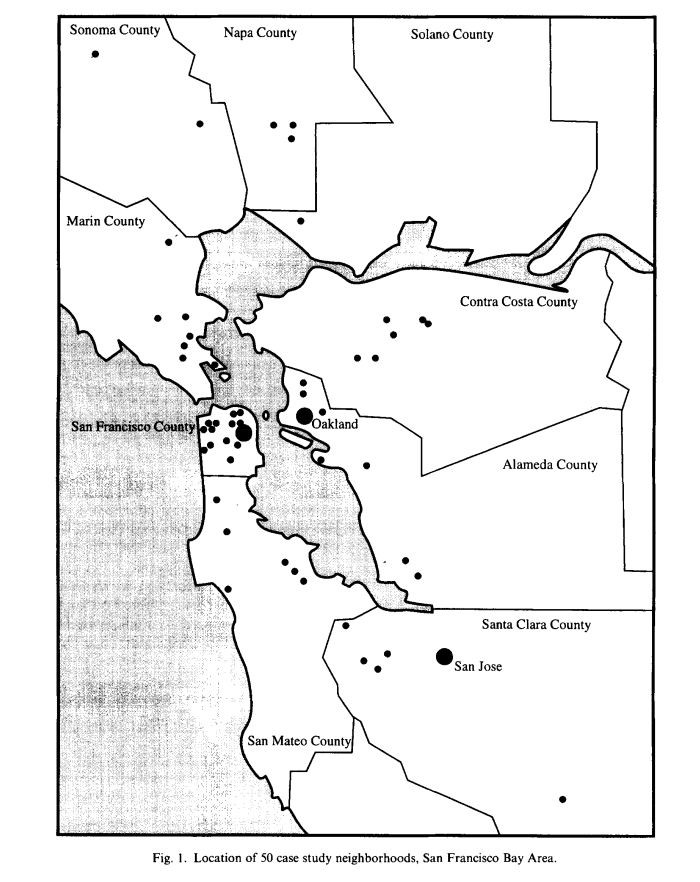 Sonoma County
Napa County
Solano County
Marin County
Contra Costa County
San Francisco County
Oakland
Alameda County
Santa Clara County
San Jose
San Mateo County
Fig. 1. Location of 50 case study neighborhoods, San Francisco Bay Area.